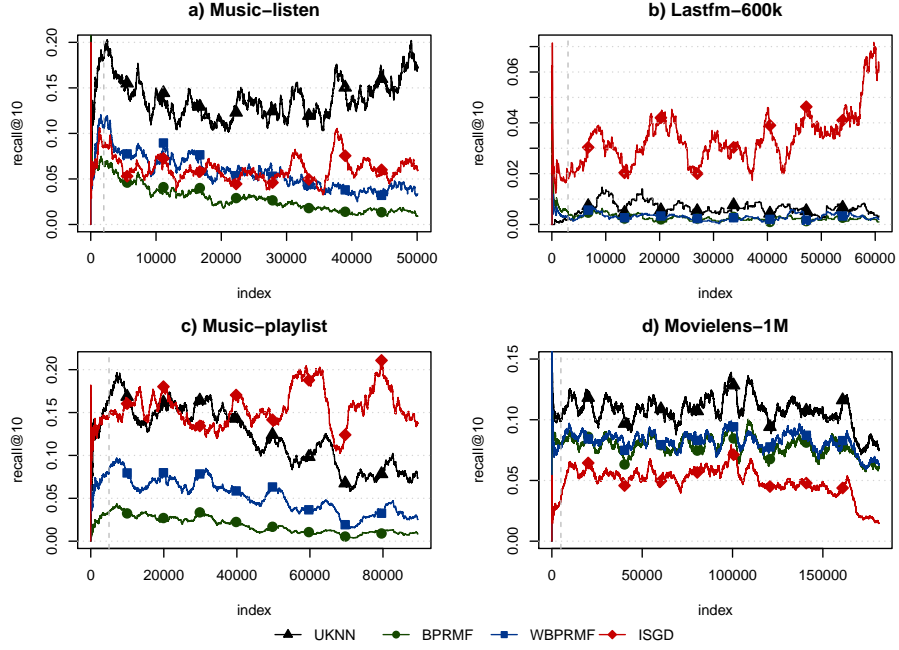 a) Music−listen
recall@10
0.00 0.05 0.10 0.15 0.20
0 10000 20000 30000 40000 50000
index
b) Lastfm−600k
recall@10
0.00 0.02 0.04 0.06
0 10000 20000 30000 40000 50000 60000
index
c) Music−playlist
recall@10
0.00 0.05 0.10 0.15 0.20
0 20000 40000 60000 80000
index
d) Movielens−1M
recall@10
0.00 0.05 0.10 0.15
0 50000 100000 150000
index
UKNN BPRMF WBPRMF ISGD